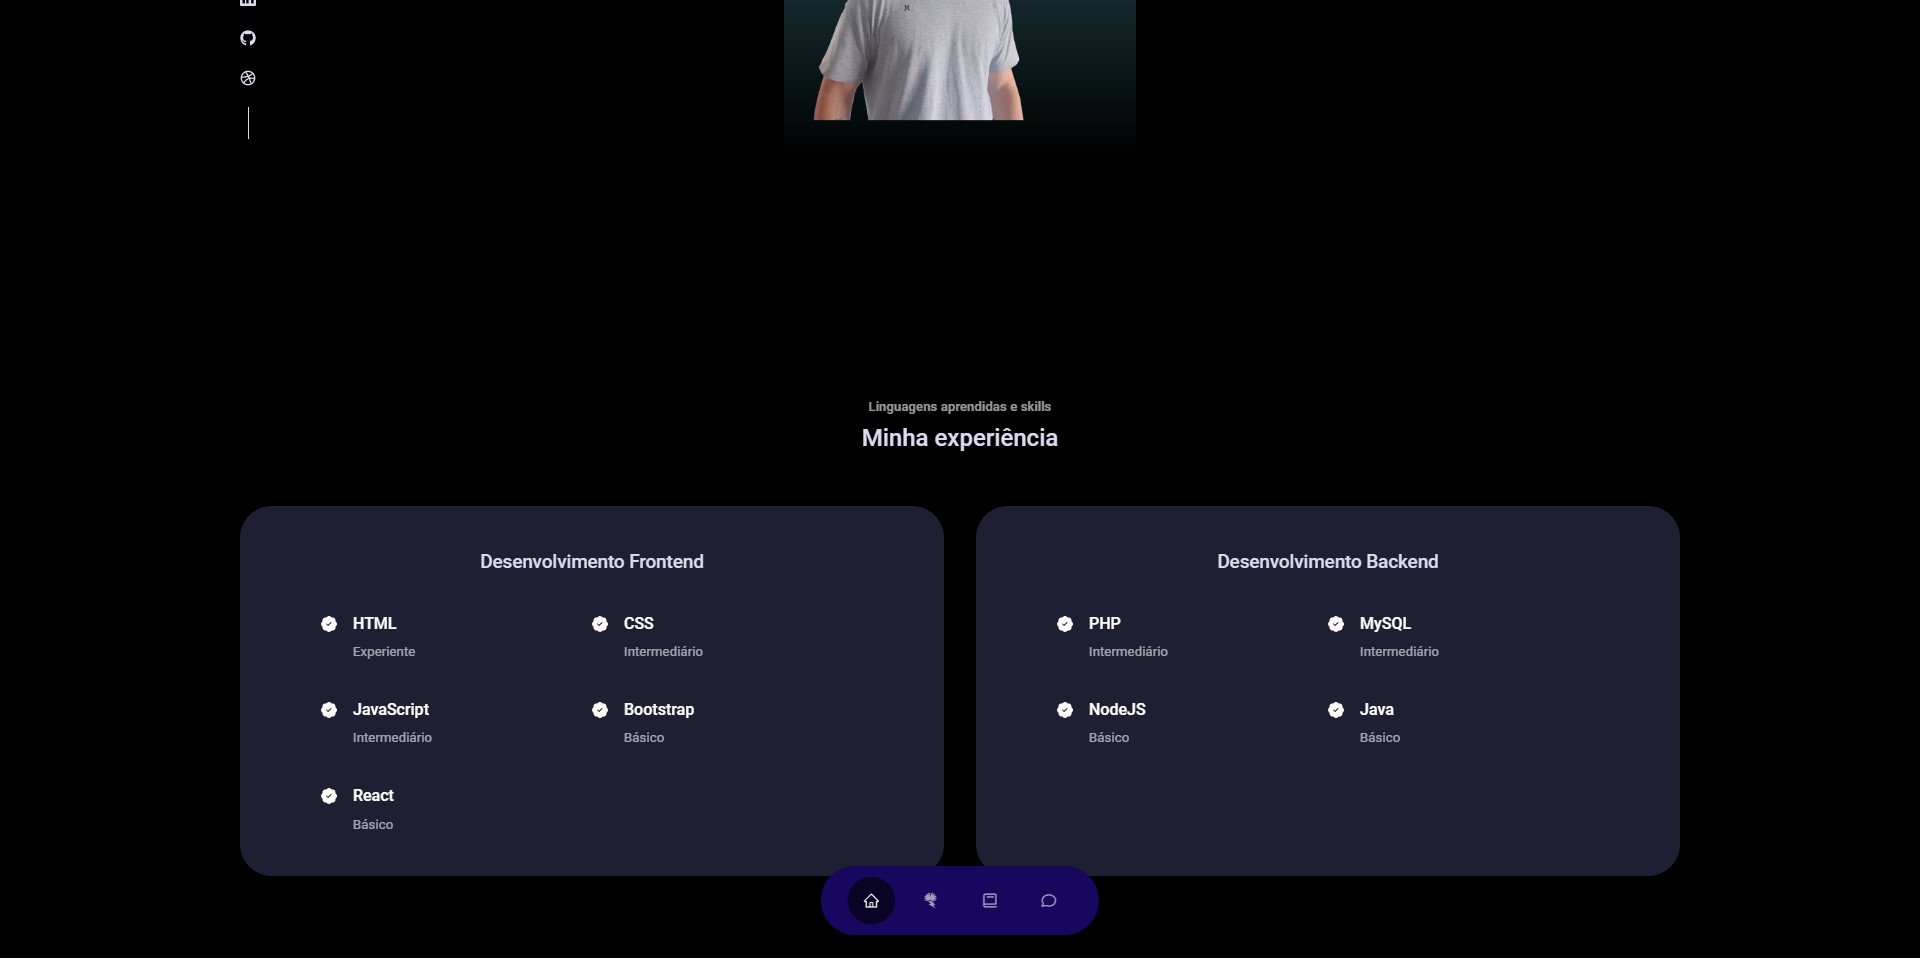 Linguagens aprendidas e skills
Minha experiência
Desenvolvimento Frontend
HTML
Experiente
CSS
Intermediário
JavaScript
Intermediário
Bootstrap
Básico
React
Básico
Desenvolvimento Backend
PHP
Intermediário
MySQL
Intermediário
NodeJS
Básico
Java
Básico